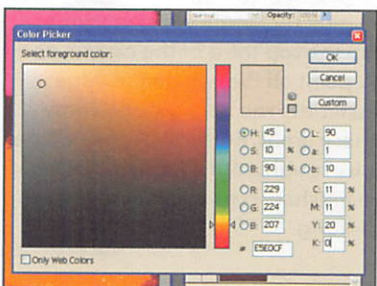 Normal Opacity: 100%
Color Picker
Select foreground color:
OK
Cancel
Custom
H: 45 °
S: 10 %
B: 90 %
R: 229
G: 224
B: 207
L: 90
a: 1
b: 10
C: 11 %
M: 11 %
Y: 20 %
K: 0 %
# E5E0CF
Only Web Colors